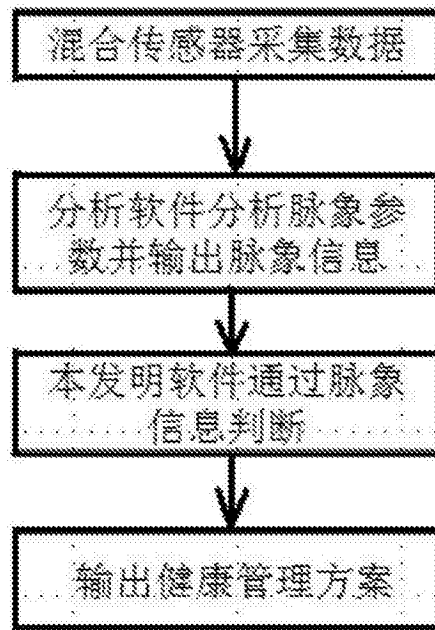 混合传感器采集数据
分析软件分析脉象参
数并输出脉象信息
本发明软件通过脉象
信息判断
输出健康管理方案